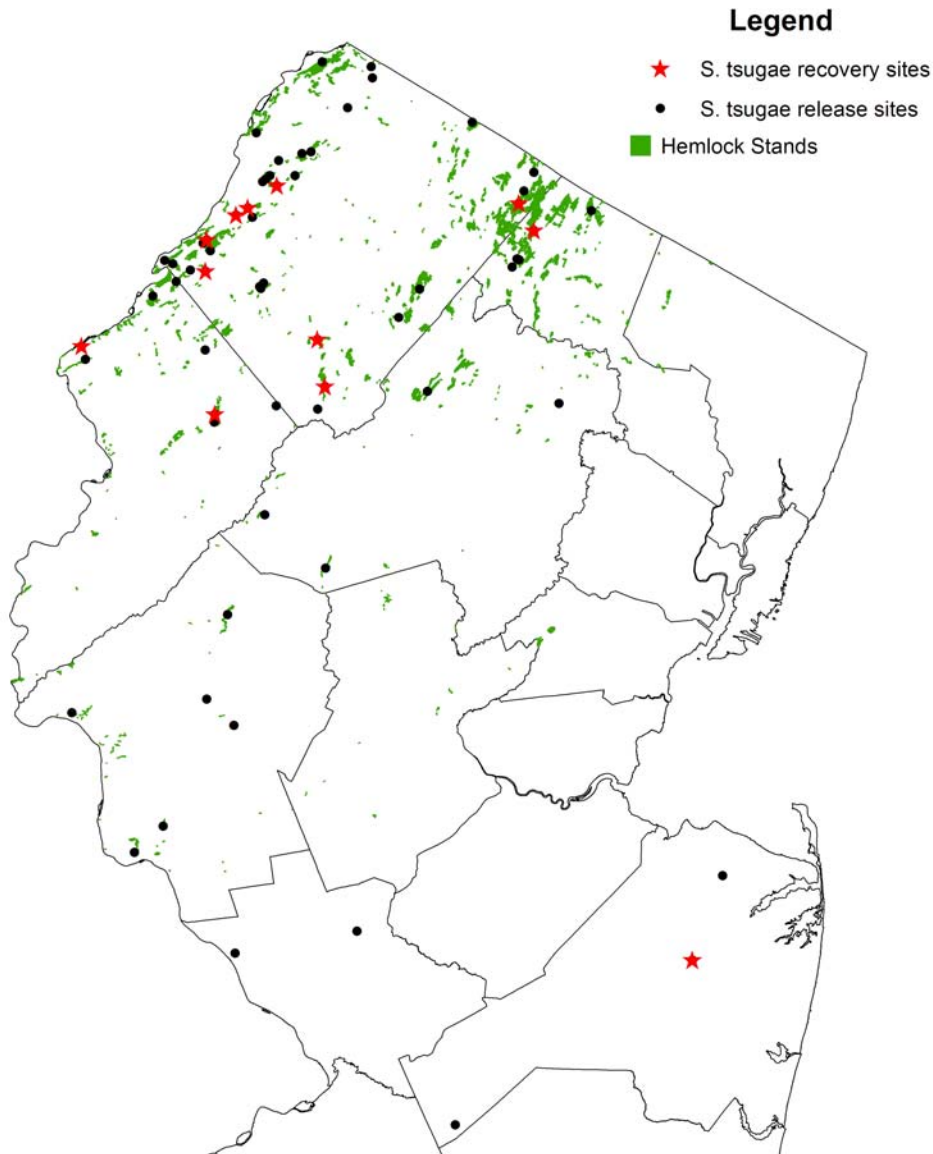 Legend
S. tsugae recovery sites
S. tsugae release sites
Hemlock Stands